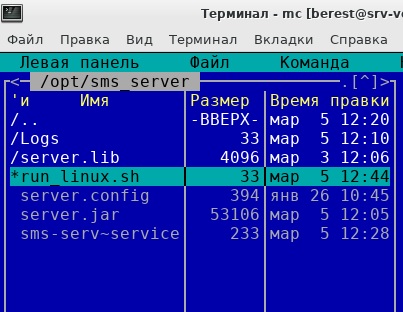 Терминал - mc [berest@srv-v
Файл Правка Вид Терминал Вкладки Справка
Левая панель Файл Команда
<- /opt/sms_server .[^]>
'и Имя Размер Время правки
/.. -ВВЕРХ- мар 5 12:20
/Logs 33 мар 5 12:10
/server.lib 4096 мар 3 12:06
*run_linux.sh 33 мар 5 12:44
server.config 394 янв 26 10:45
server.jar 53106 мар 5 12:05
sms-serv~service 233 мар 5 12:28